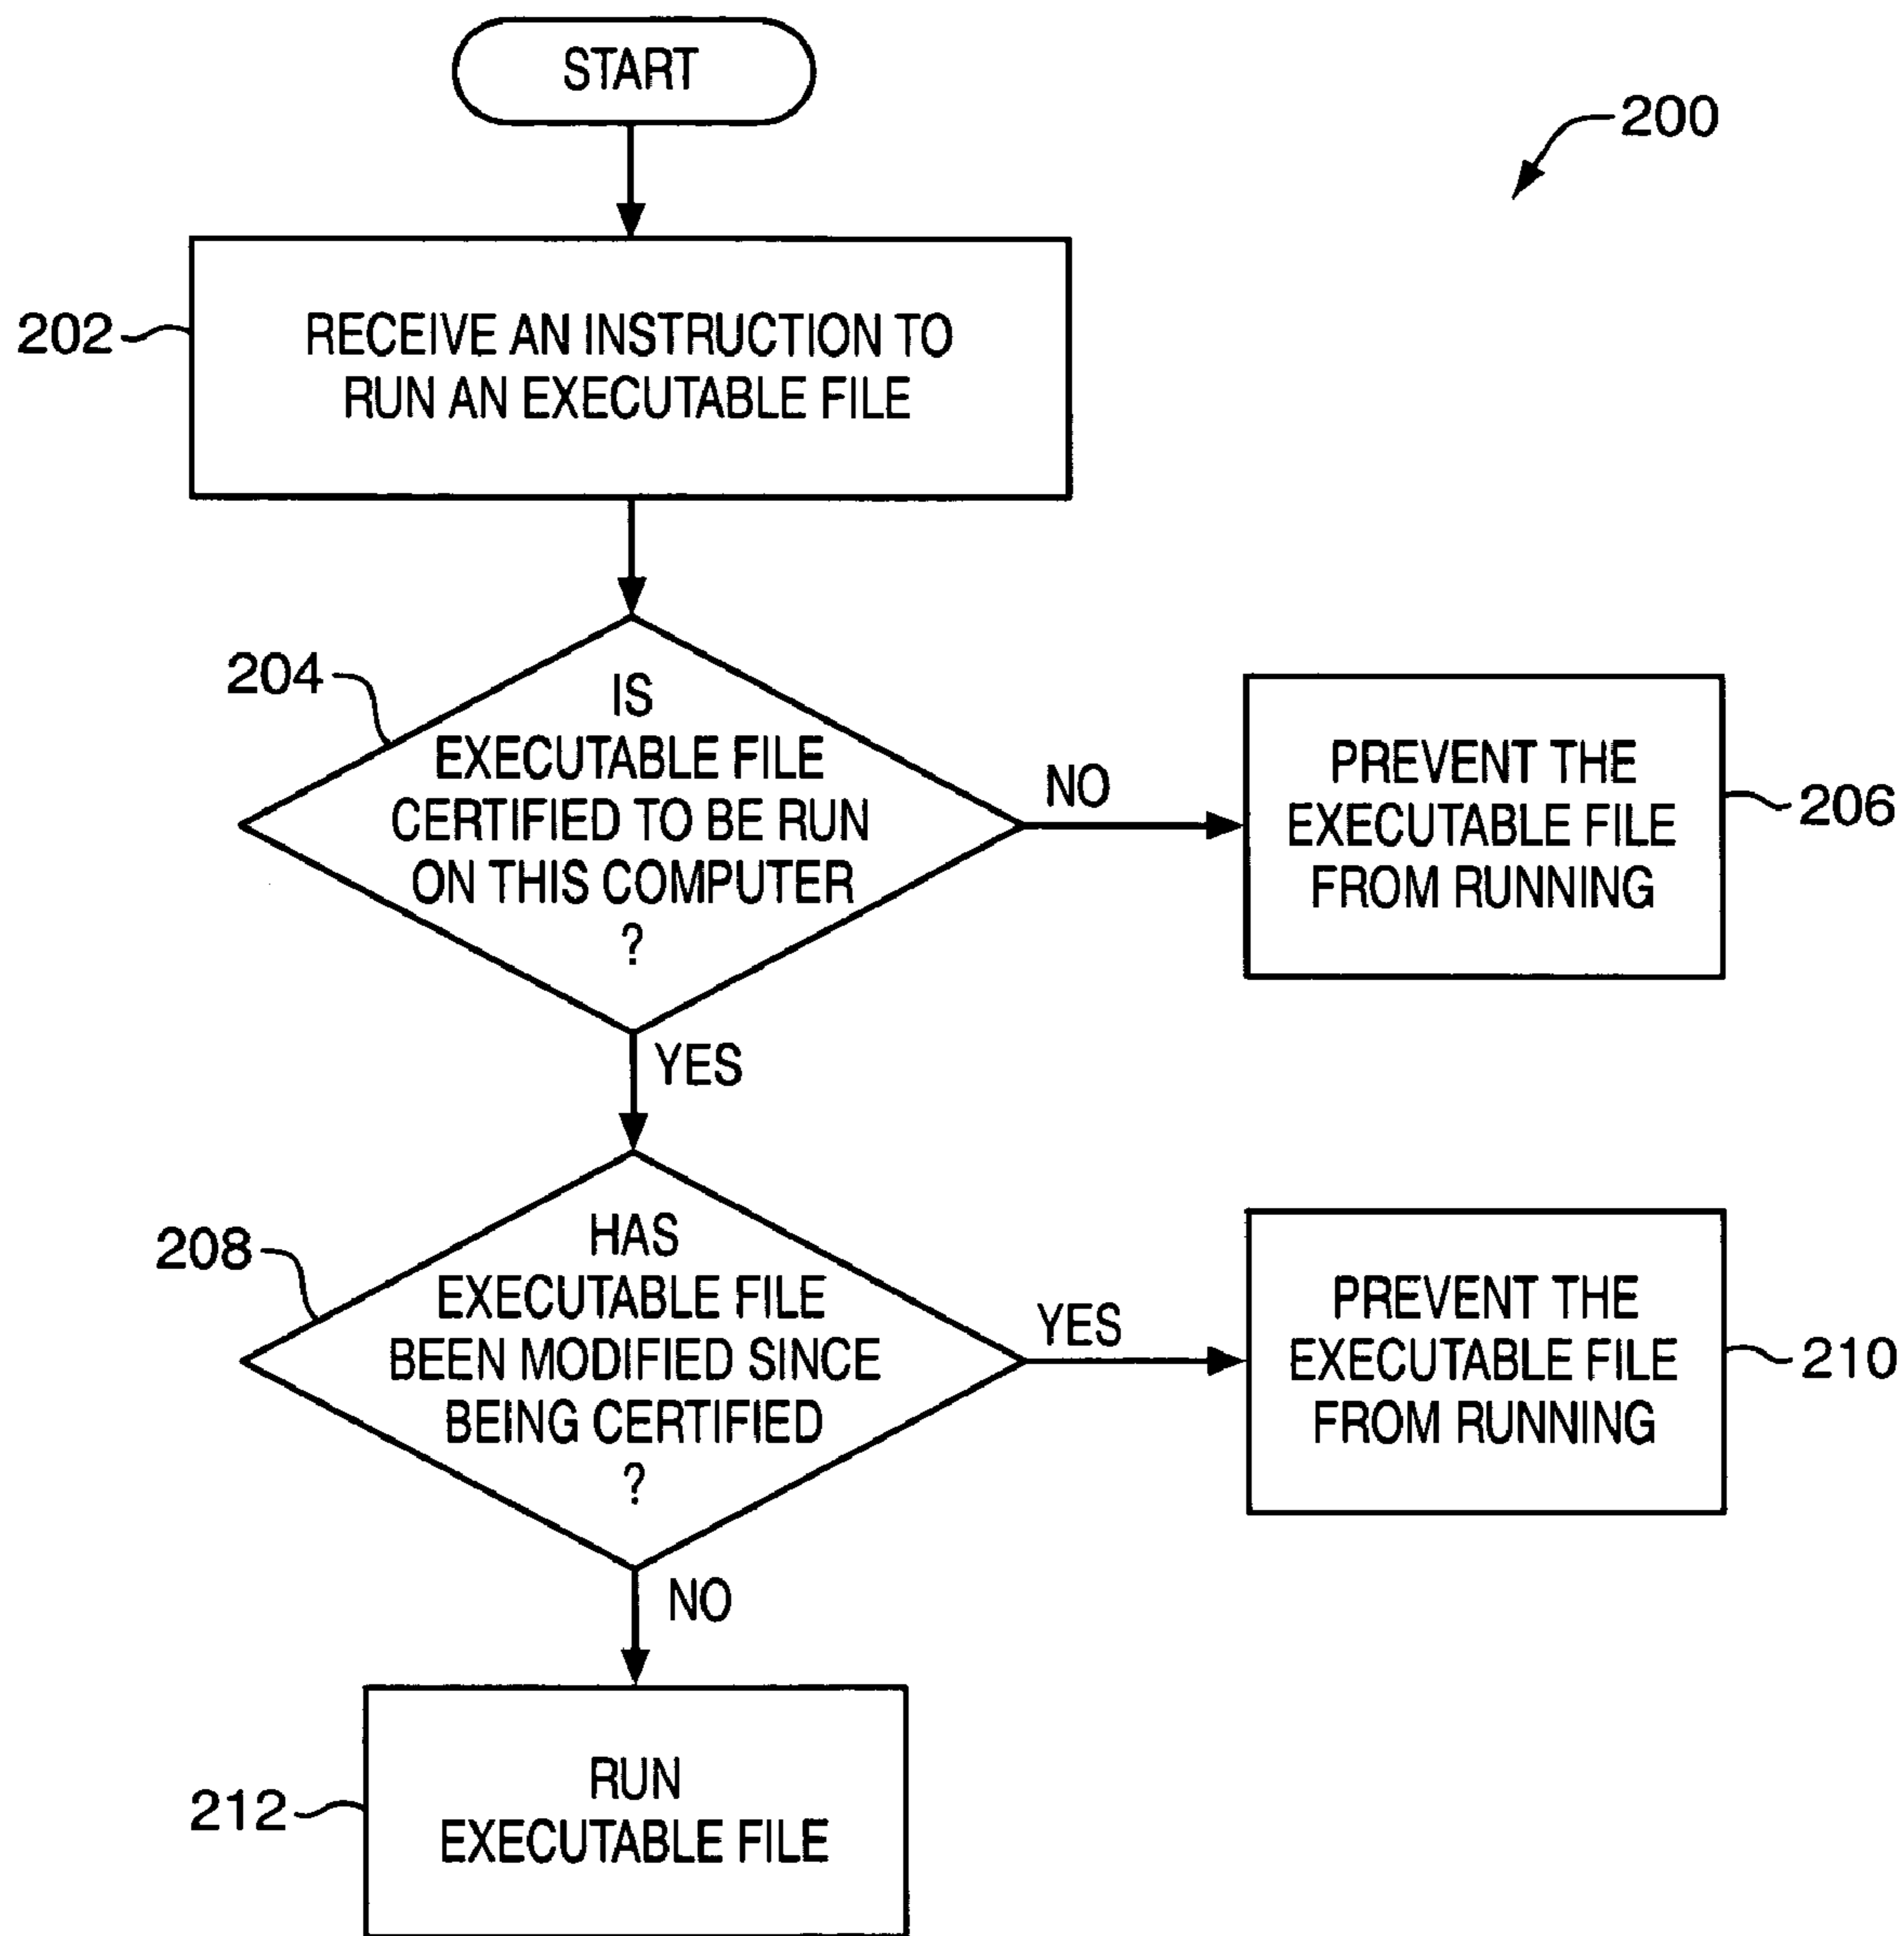 START
200
202
RECEIVE AN INSTRUCTION TO
RUN AN EXECUTABLE FILE
204
IS
EXECUTABLE FILE
CERTIFIED TO BE RUN
ON THIS COMPUTER
?
NO
PREVENT THE
EXECUTABLE FILE
FROM RUNNING
206
YES
208
HAS
EXECUTABLE FILE
BEEN MODIFIED SINCE
BEING CERTIFIED
?
YES
PREVENT THE
EXECUTABLE FILE
FROM RUNNING
210
NO
212
RUN
EXECUTABLE FILE